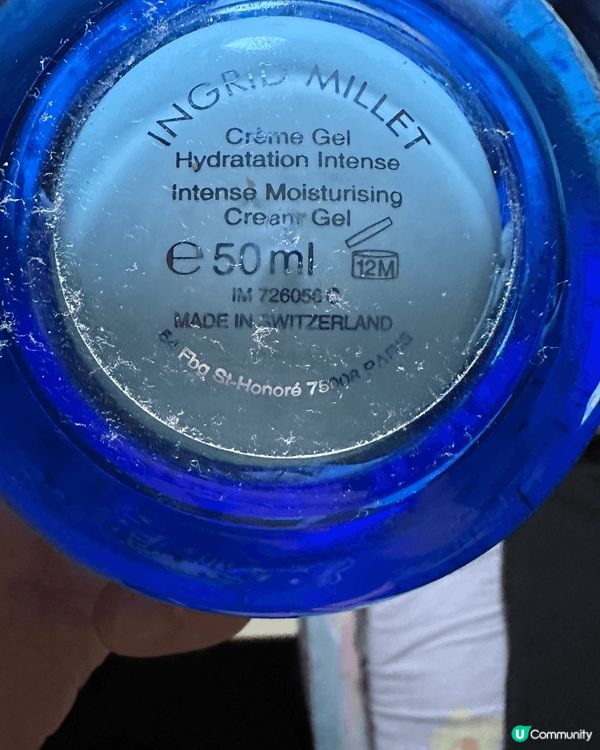 INGRID MILLET
Crème Gel
Hydratation Intense
Intense Moisturising
Cream Gel
e 50 ml
12M
MADE IN SWITZERLAND
54 Fbg St-Honoré 75008 PARIS
U Community